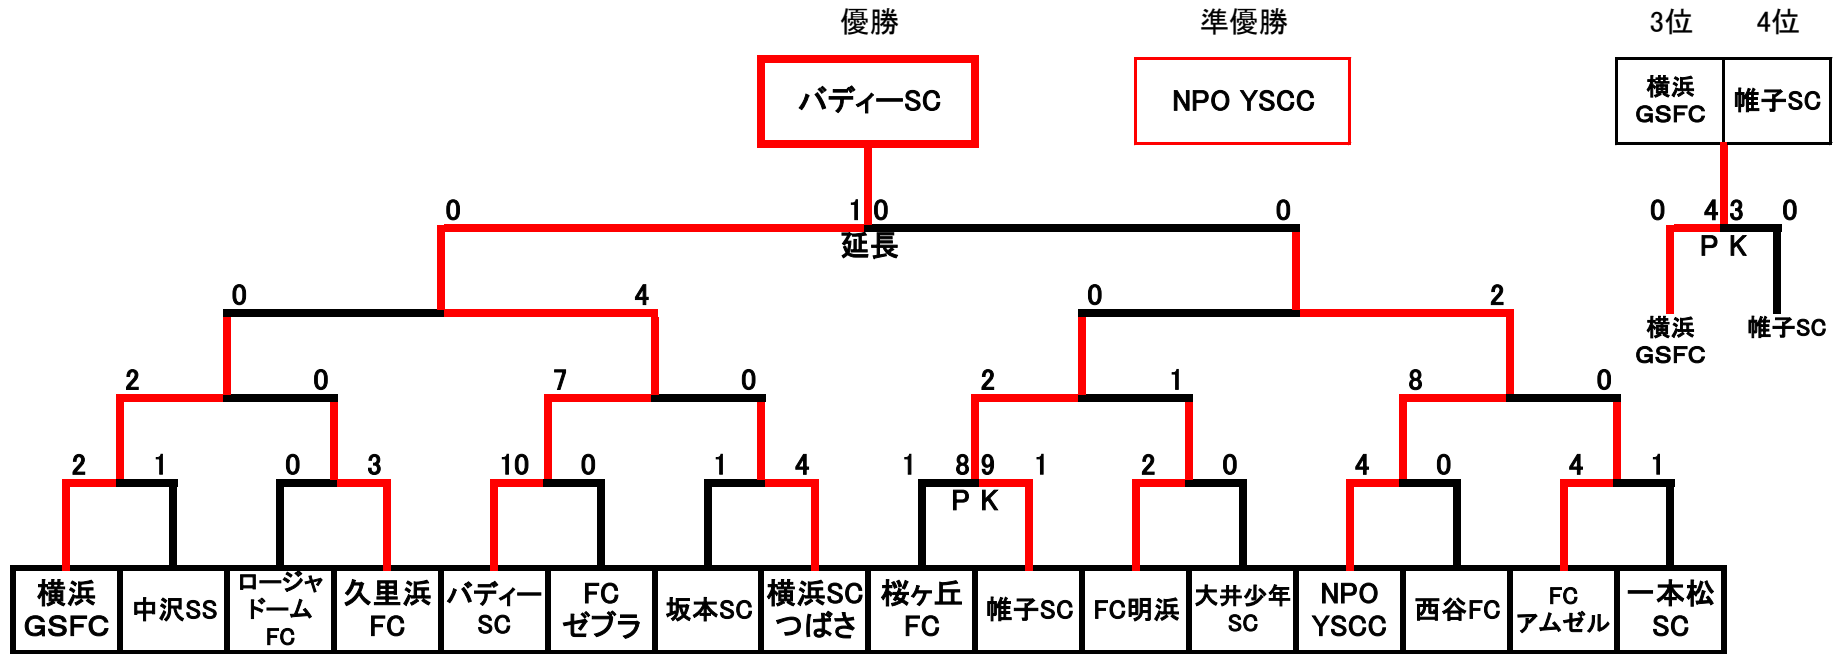 優勝 準優勝 3位 4位
バディーSC NPO YSCC 横浜 GSFC 帷子SC
0 1 0 0 0 4 3 0
延長 P K
0 4 0 2
横浜 GSFC 帷子SC
2 0 7 0 2 1 8 0
2 1 0 3 10 0 1 4 1 8 9 1 2 0 4 0 4 1
P K
横浜 GSFC
中沢SS
ロージャ
ドーム
FC
久里浜
FC
バディー
SC
FC
ゼブラ
坂本SC
横浜SC
つばさ
桜ヶ丘
FC
帷子SC
FC明浜
大井少年
SC
NPO
YSCC
西谷FC
FC
アムゼル
一本松
SC